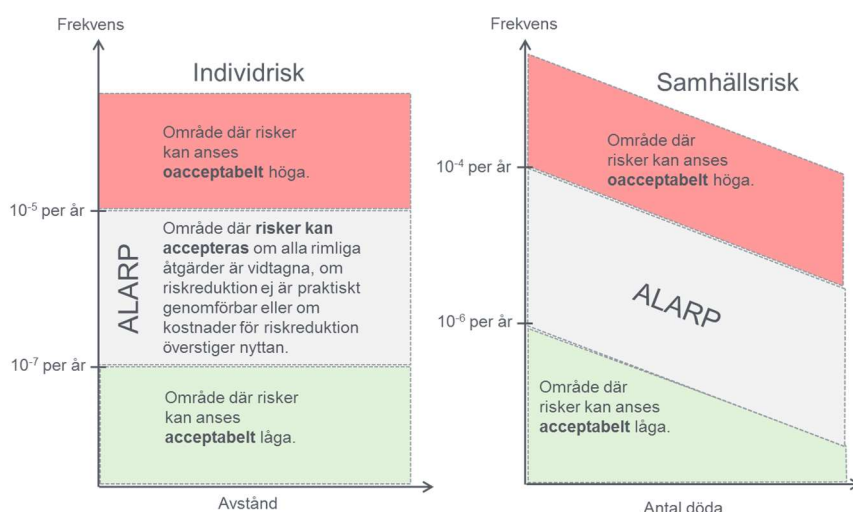 Frekvens
Individrisk
Område där risker
kan anses
oacceptabelt höga.
10⁻⁵ per år
ALARP
Område där risker kan
accepteras om alla rimliga
åtgärder är vidtagna, om
riskreduktion ej är praktiskt
genomförbar eller om
kostnader för riskreduktion
överstiger nyttan.
10⁻⁷ per år
Område där risker
kan anses
acceptabelt låga.
Avstånd
Frekvens
Samhällsrisk
Område där
risker kan anses
oacceptabelt höga.
10⁻⁴ per år
ALARP
10⁻⁶ per år
Område där
risker kan anses
acceptabelt låga.
Antal döda